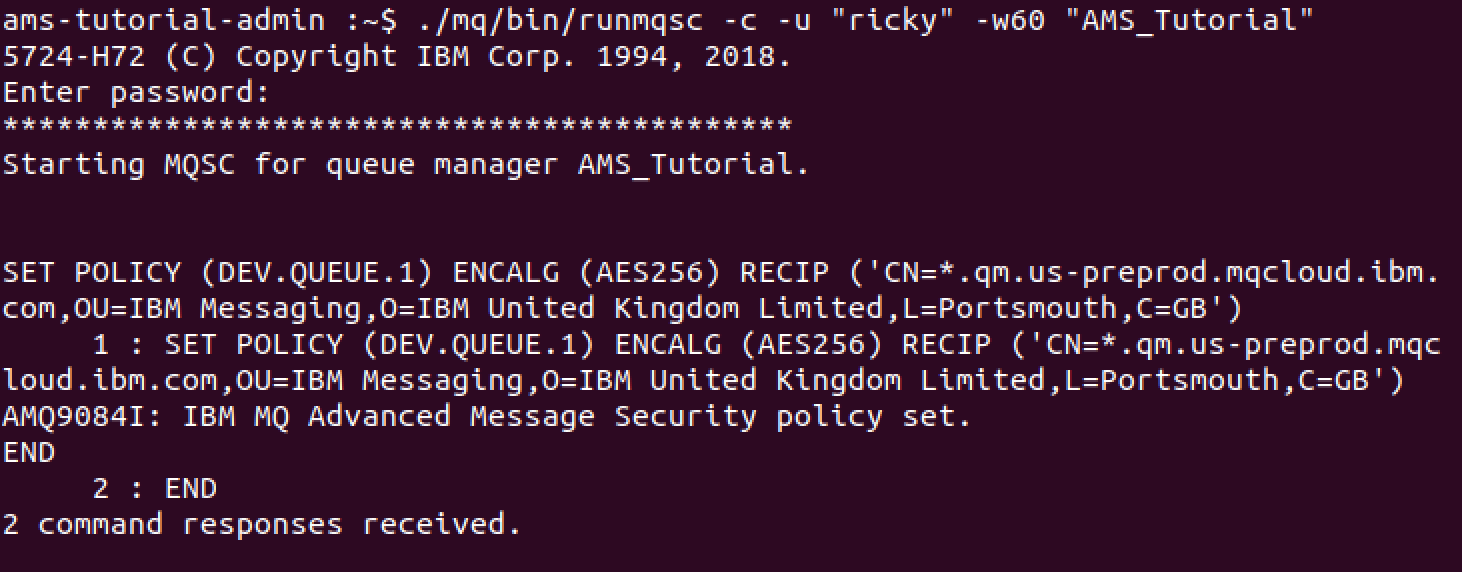 ams-tutorial-admin :~$ ./mq/bin/runmqsc -c -u "ricky" -w60 "AMS_Tutorial"
5724-H72 (C) Copyright IBM Corp. 1994, 2018.
Enter password:
********************************************
Starting MQSC for queue manager AMS_Tutorial.
SET POLICY (DEV.QUEUE.1) ENCALG (AES256) RECIP ('CN=*.qm.us-preprod.mqcloud.ibm.
com,OU=IBM Messaging,O=IBM United Kingdom Limited,L=Portsmouth,C=GB')
     1 : SET POLICY (DEV.QUEUE.1) ENCALG (AES256) RECIP ('CN=*.qm.us-preprod.mqc
loud.ibm.com,OU=IBM Messaging,O=IBM United Kingdom Limited,L=Portsmouth,C=GB')
AMQ9084I: IBM MQ Advanced Message Security policy set.
END
     2 : END
2 command responses received.